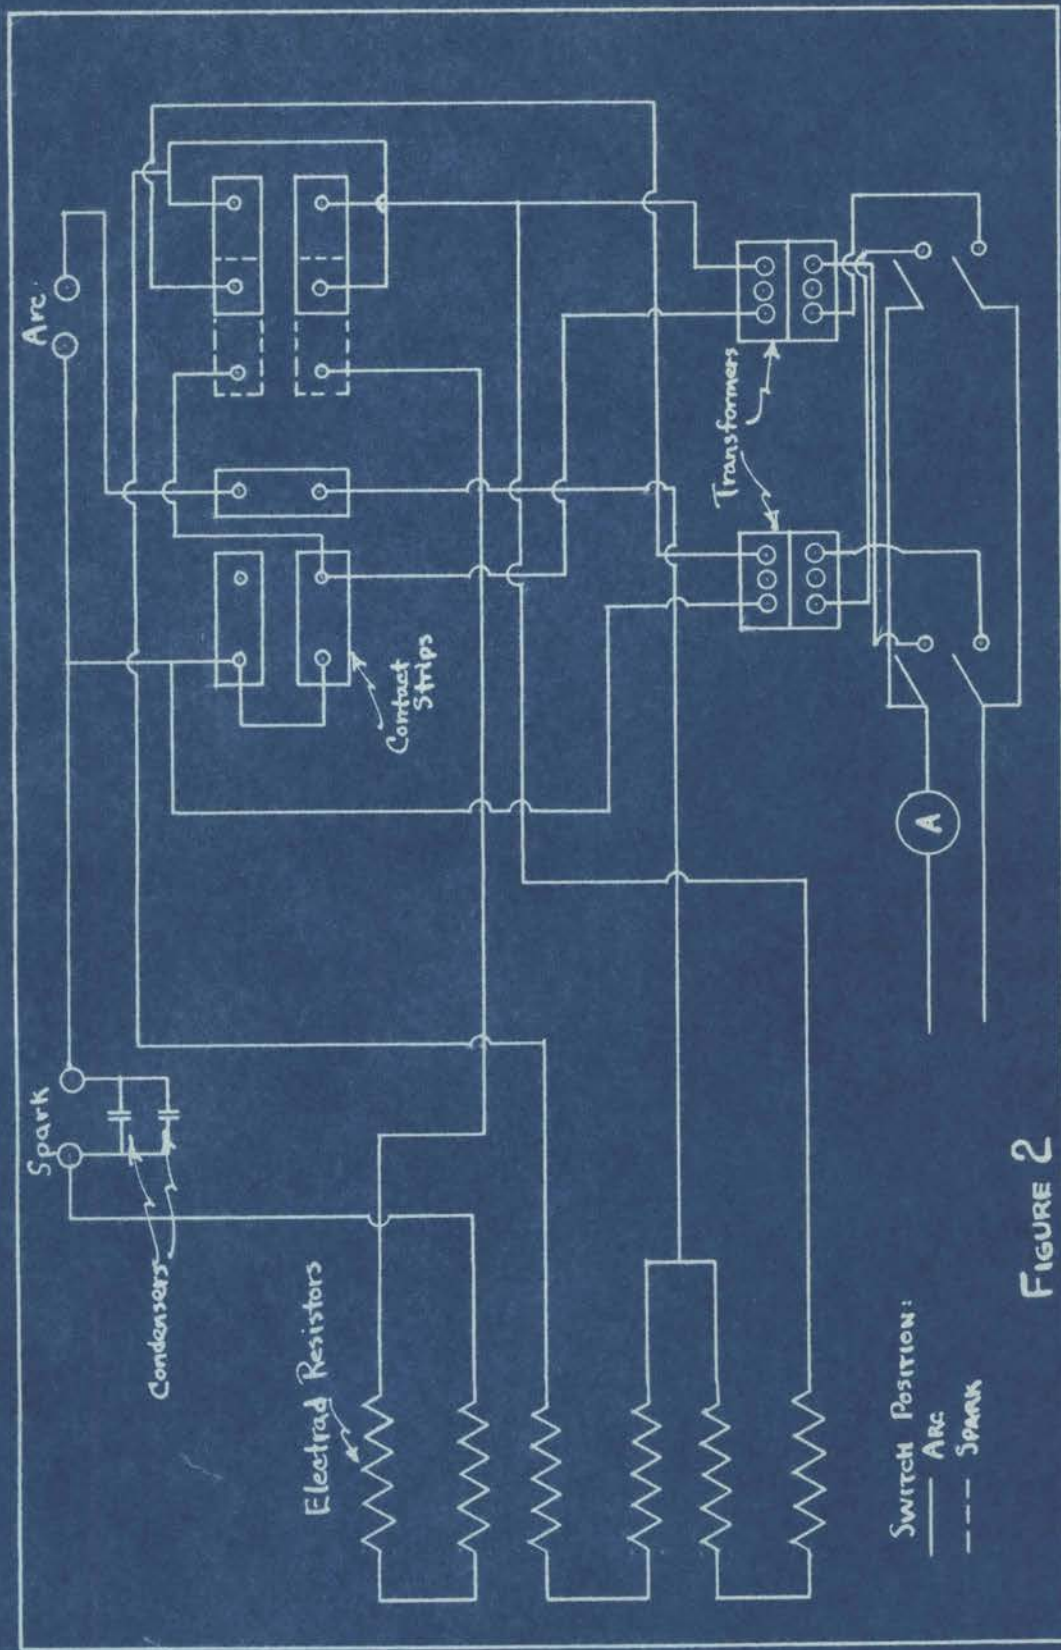 Spark
Arc
Condensers
Electrad Resistors
Contact
Strips
Transformers
A
SWITCH POSITION:
ARC
SPARK
FIGURE 2